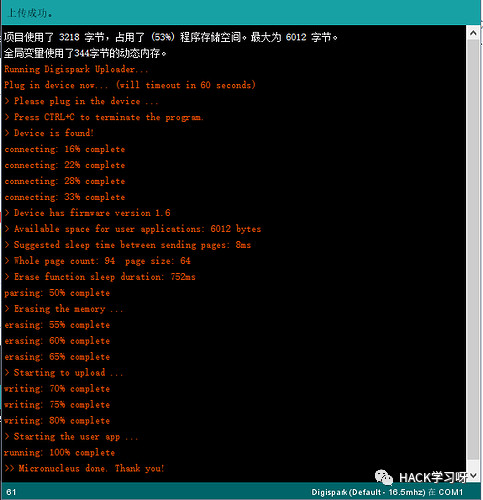 上传成功。
项目使用了 3218 字节，占用了 (53%) 程序存储空间。最大为 6012 字节。
全局变量使用了344字节的动态内存。
Running Digispark Uploader...
Plug in device now... (will timeout in 60 seconds)
> Please plug in the device ...
> Press CTRL+C to terminate the program.
> Device is found!
connecting: 16% complete
connecting: 22% complete
connecting: 28% complete
connecting: 33% complete
> Device has firmware version 1.6
> Available space for user applications: 6012 bytes
> Suggested sleep time between sending pages: 8ms
> Whole page count: 94  page size: 64
> Erase function sleep duration: 752ms
parsing: 50% complete
> Erasing the memory ...
erasing: 55% complete
erasing: 60% complete
erasing: 65% complete
> Starting to upload ...
writing: 70% complete
writing: 75% complete
writing: 80% complete
> Starting the user app ...
running: 100% complete
>> Micronucleus done. Thank you!
HACK学习呀
61
Digispark (Default - 16.5mhz) 在 COM1